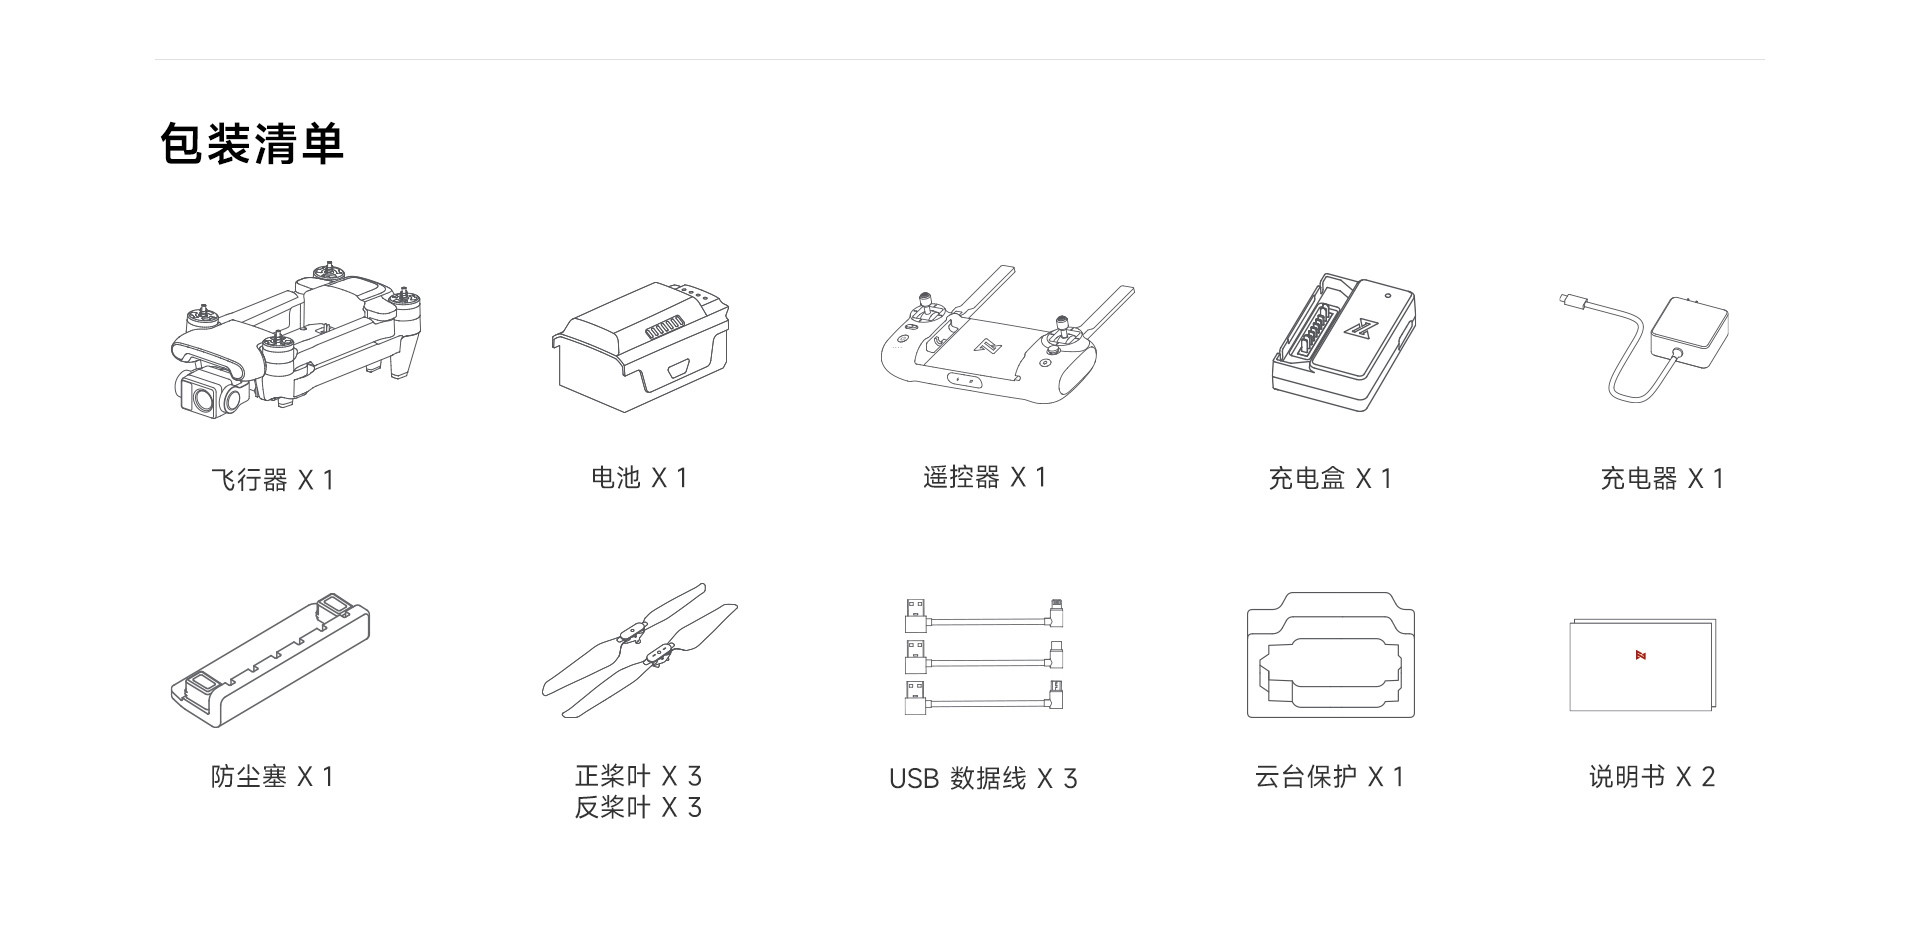 包装清单
飞行器 X 1
电池 X 1
遥控器 X 1
充电盒 X 1
充电器 X 1
防尘塞 X 1
正桨叶 X 3
反桨叶 X 3
USB 数据线 X 3
云台保护 X 1
说明书 X 2